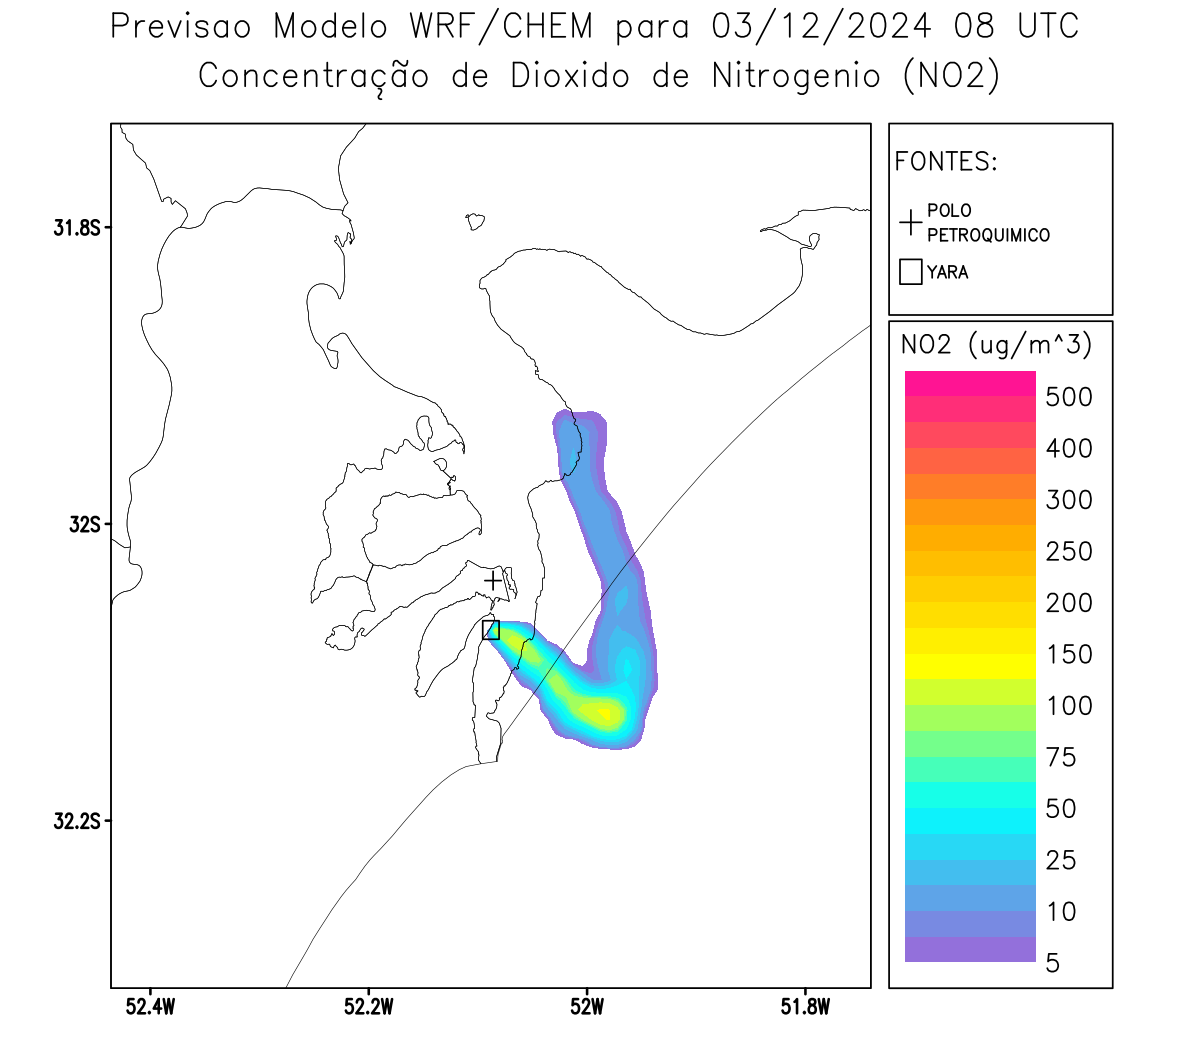 Previsao Modelo WRF/CHEM para 03/12/2024 08 UTC
Concentração de Dioxido de Nitrogenio (NO2)
FONTES:
POLO
PETROQUIMICO
YARA
NO2 (ug/m^3)
500
400
300
250
200
150
100
75
50
25
10
5
31.8S
32S
32.2S
52.4W
52.2W
52W
51.8W